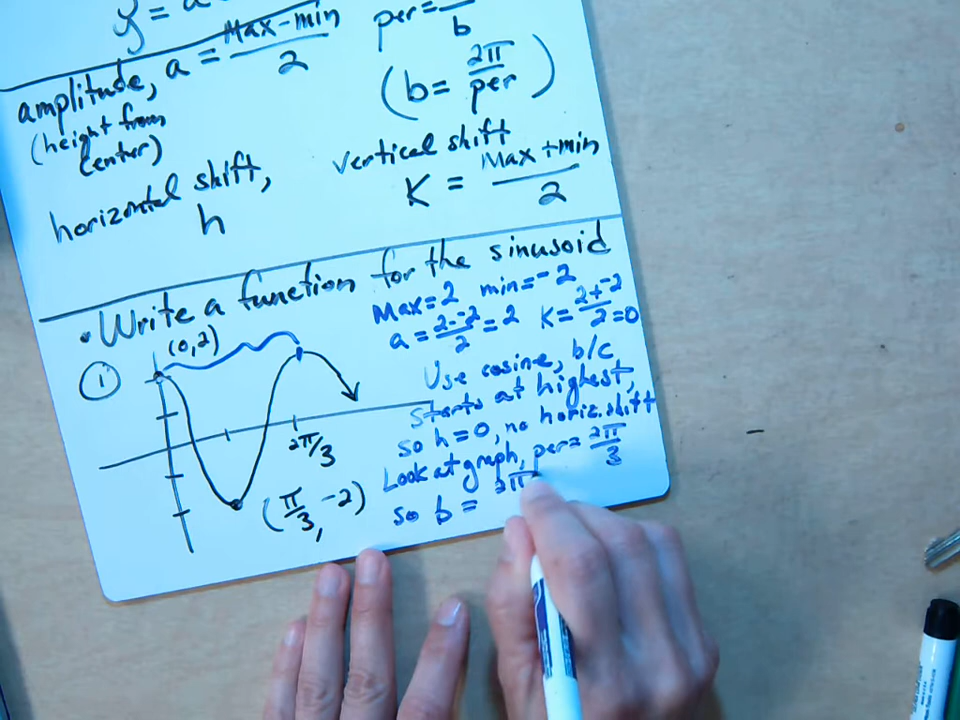 y = a
amplitude, a = Max-min / 2
(height from
center)
per = / b
(b = 2π / per)
horizontal shift,
h
vertical shift
K = Max+min / 2
• Write a function for the sinusoid
①
(0,2)
2π/3
(π/3, -2)
Max=2 min=-2
a = 2--2 / 2 = 2 K = 2+-2 / 2 = 0
Use cosine, b/c
starts at highest,
so h=0, no horiz. shift
Look at graph, per = 2π / 3
so b = 2π